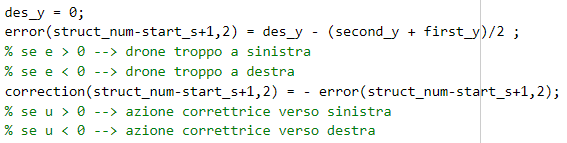 des_y = 0;
error(struct_num-start_s+1,2) = des_y - (second_y + first_y)/2 ;
% se e > 0 --> drone troppo a sinistra
% se e < 0 --> drone troppo a destra
correction(struct_num-start_s+1,2) = - error(struct_num-start_s+1,2);
% se u > 0 --> azione correttrice verso sinistra
% se u < 0 --> azione correttrice verso destra